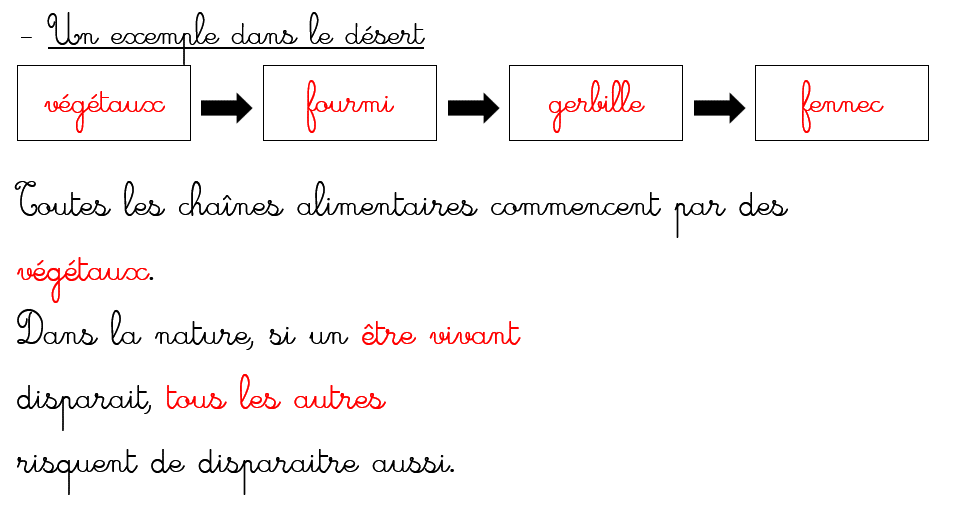 - Un exemple dans le désert
végétaux fourmi gerbille fennec
Toutes les chaînes alimentaires commencent par des
végétaux.
Dans la nature, si un être vivant
disparait, tous les autres
risquent de disparaitre aussi.